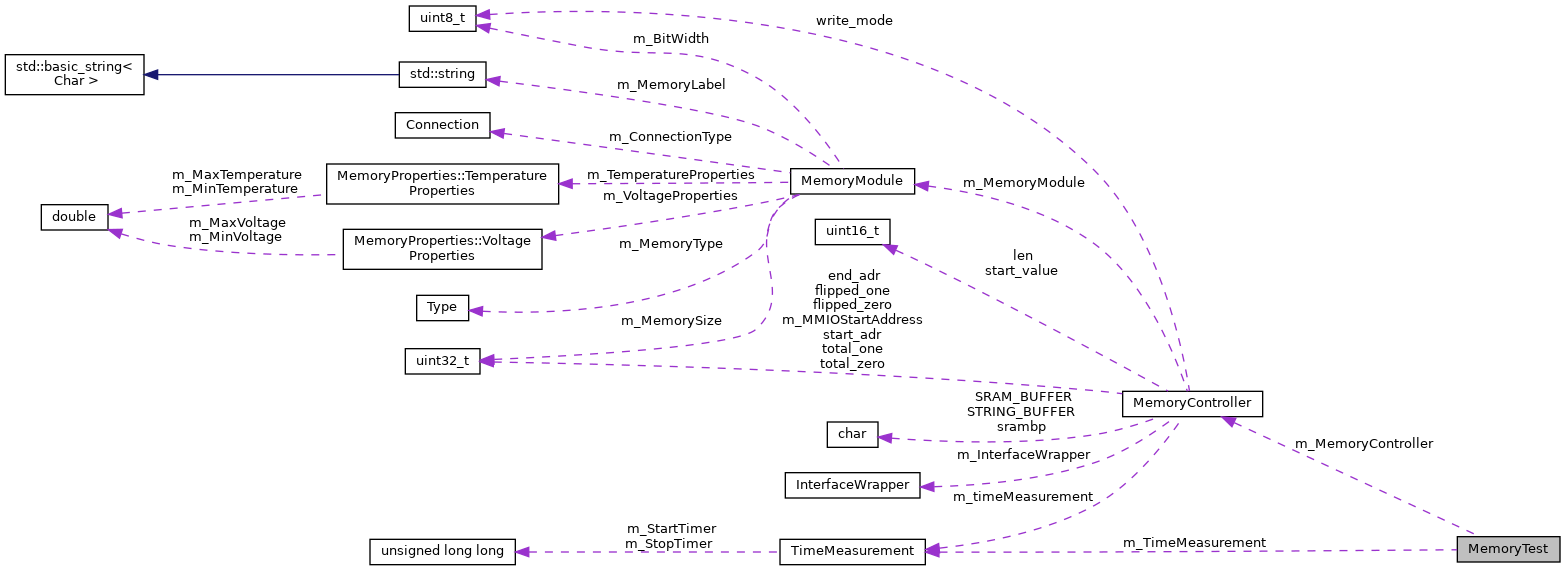 uint8_t
write_mode
m_BitWidth
std::basic_string<
Char >
std::string
m_MemoryLabel
Connection
m_ConnectionType
MemoryProperties::Temperature
Properties
m_MaxTemperature
m_MinTemperature
m_TemperatureProperties
MemoryModule
m_MemoryModule
double
m_MaxVoltage
m_MinVoltage
MemoryProperties::Voltage
Properties
m_VoltageProperties
uint16_t
m_MemoryType
len
start_value
Type
m_MemorySize
end_adr
flipped_one
flipped_zero
m_MMIOStartAddress
start_adr
total_one
total_zero
uint32_t
MemoryController
SRAM_BUFFER
STRING_BUFFER
srambp
char
m_MemoryController
m_InterfaceWrapper
InterfaceWrapper
m_timeMeasurement
unsigned long long
m_StartTimer
m_StopTimer
TimeMeasurement
m_TimeMeasurement
MemoryTest